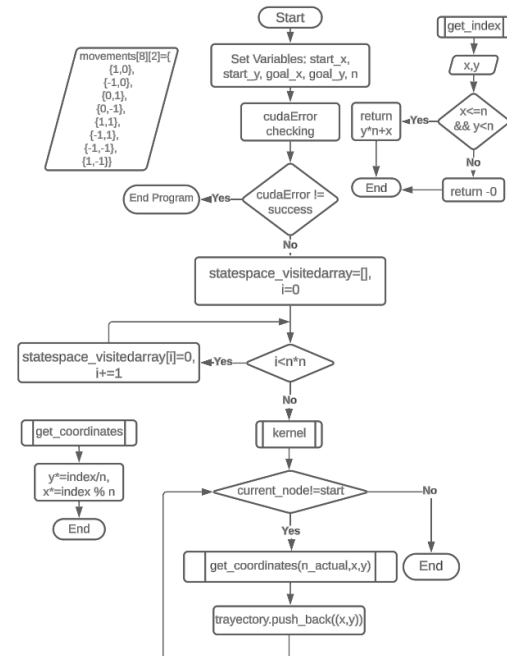 Start
get_index
movements[8][2]={
{1,0},
{-1,0},
{0,1},
{0,-1},
{1,1},
{-1,1},
{-1,-1},
{1,-1}}
Set Variables: start_x,
start_y, goal_x, goal_y, n
x,y
cudaError
checking
return
y*n+x
Yes
x<=n
&& y<n
No
End
return -0
End Program
Yes
cudaError !=
success
No
statespace_visitedarray=[],
i=0
statespace_visitedarray[i]=0,
i+=1
Yes
i<n*n
No
get_coordinates
kernel
y*=index/n,
x*=index % n
End
current_node!=start
No
Yes
get_coordinates(n_actual,x,y)
End
trayectory.push_back((x,y))